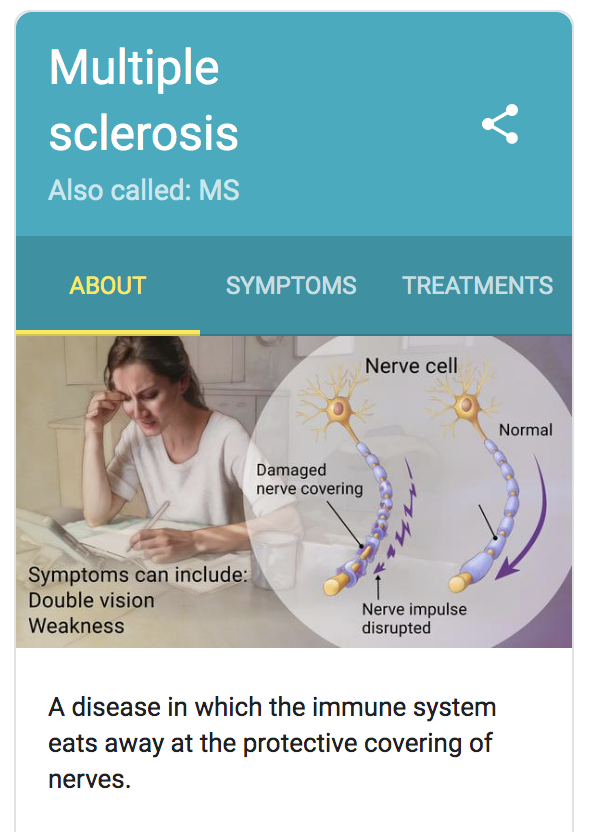 Multiple
sclerosis
Also called: MS
ABOUT
SYMPTOMS
TREATMENTS
Nerve cell
Normal
Damaged
nerve covering
Symptoms can include:
Double vision
Weakness
Nerve impulse
disrupted
A disease in which the immune system
eats away at the protective covering of
nerves.